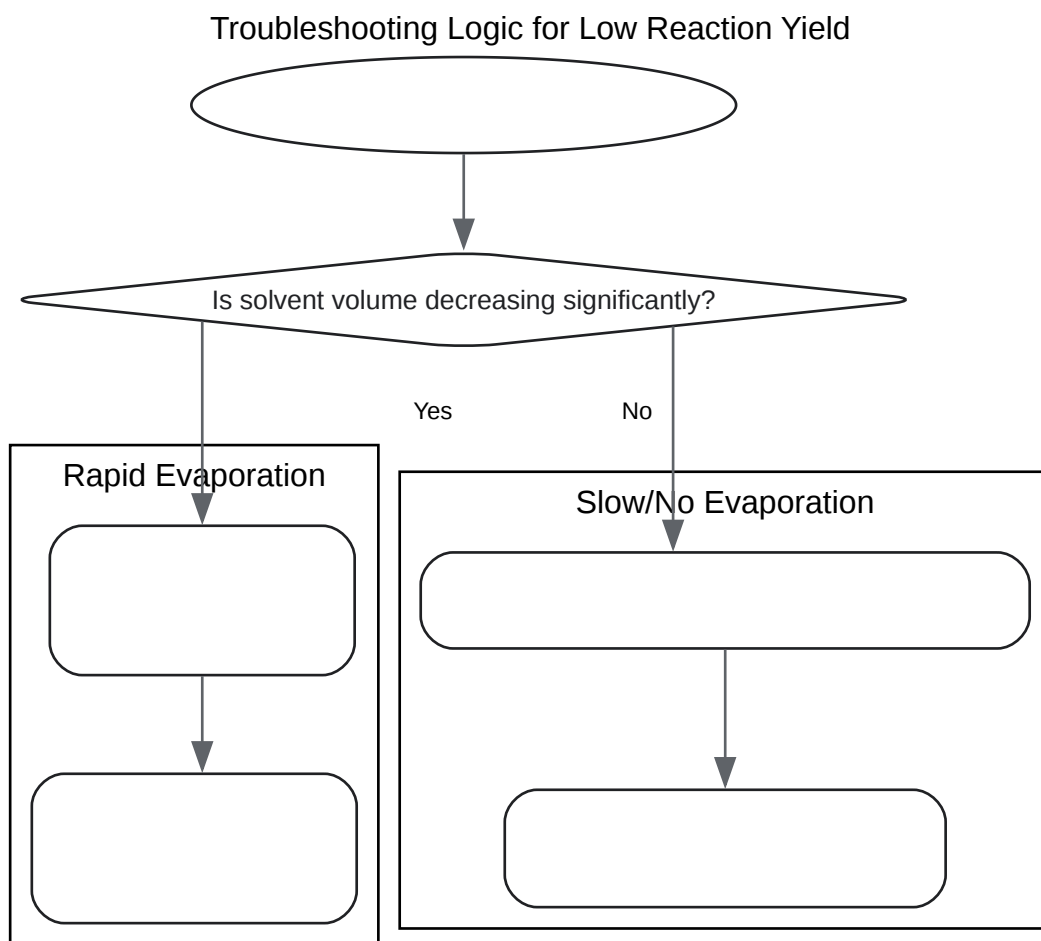 Troubleshooting Logic for Low Reaction Yield
Is solvent volume decreasing significantly?
Yes
No
Rapid Evaporation
Slow/No Evaporation